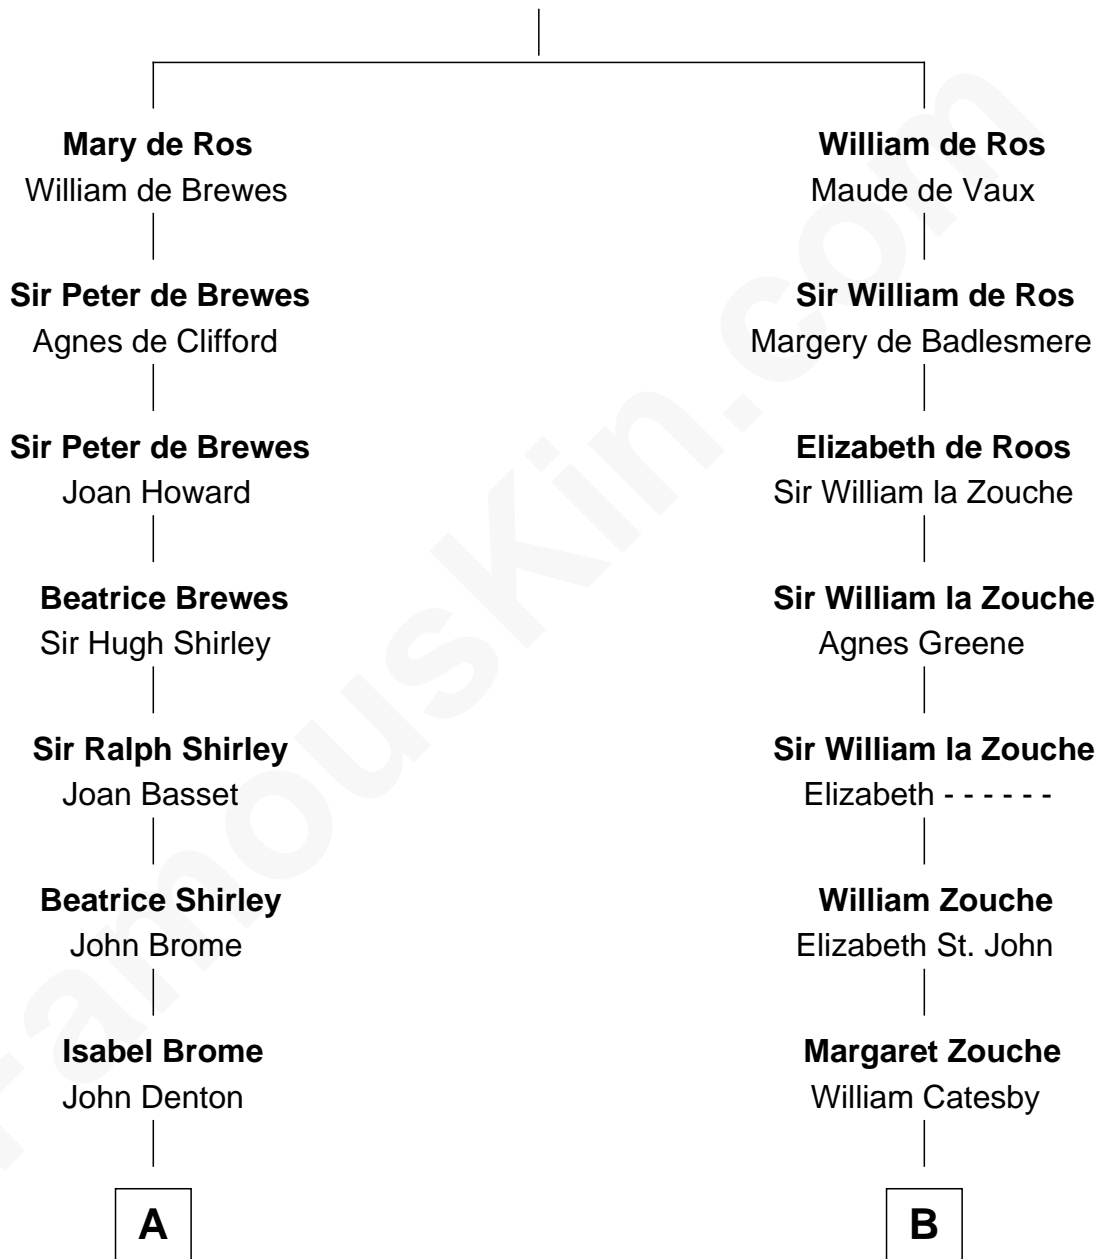 Mary de Ros
William de Brewes
Sir Peter de Brewes
Agnes de Clifford
Sir Peter de Brewes
Joan Howard
Beatrice Brewes
Sir Hugh Shirley
Sir Ralph Shirley
Joan Basset
Beatrice Shirley
John Brome
Isabel Brome
John Denton
A
William de Ros
Maude de Vaux
Sir William de Ros
Margery de Badlesmere
Elizabeth de Roos
Sir William la Zouche
Sir William la Zouche
Agnes Greene
Sir William la Zouche
Elizabeth - - - - - -
William Zouche
Elizabeth St. John
Margaret Zouche
William Catesby
B
FamousKin.com